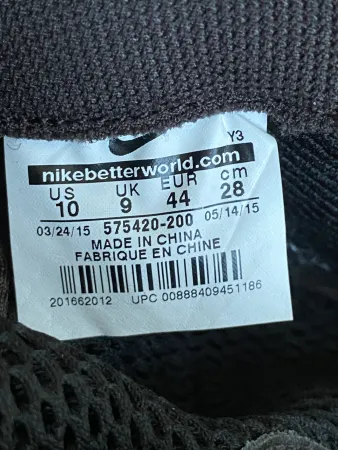 Y3
nikebetterworld.com
US UK EUR cm
10 9 44 28
03/24/15 575420-200 05/14/15
MADE IN CHINA
FABRIQUE EN CHINE
201662012 UPC 00888409451186